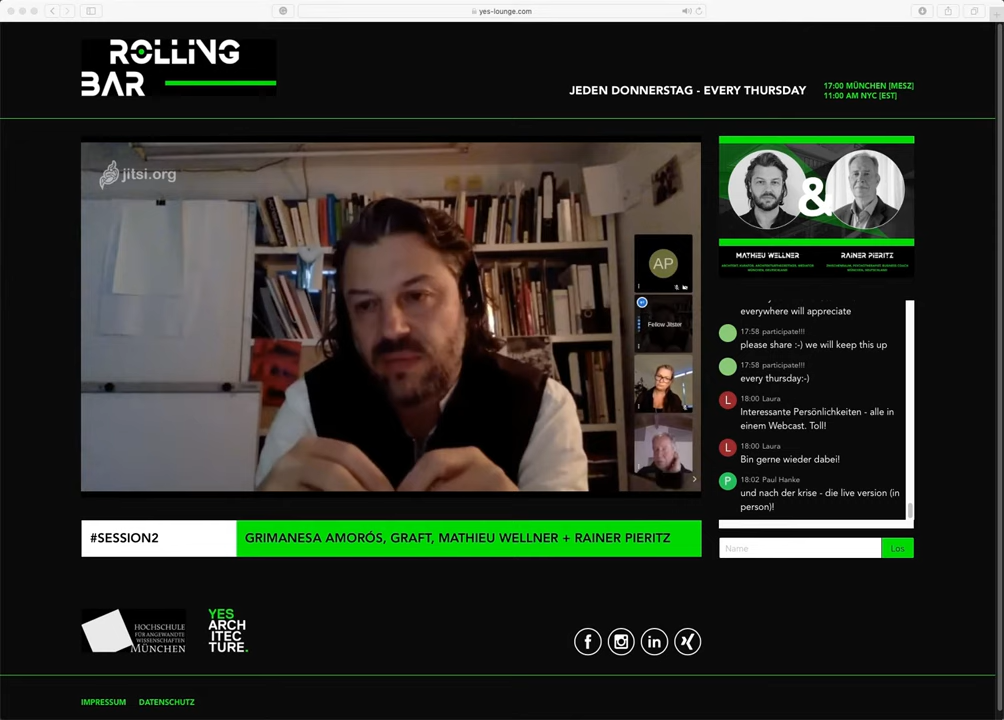 yes-lounge.com
ROLLING
BAR
JEDEN DONNERSTAG - EVERY THURSDAY
17:00 MÜNCHEN [MESZ]
11:00 AM NYC [EST]
jitsi.org
AP
Fellow Jitster
&
MATHIEU WELLNER
RAINER PIERITZ
everywhere will appreciate
17:58 participate!!!
please share :-) we will keep this up
17:58 participate!!!
every thursday:-)
L
18:00 Laura
Interessante Persönlichkeiten - alle in
einem Webcast. Toll!
L
18:00 Laura
Bin gerne wieder dabei!
P
18:02 Paul Hanke
und nach der krise - die live version (in
person)!
Name
Los
#SESSION2
GRIMANESA AMORÓS, GRAFT, MATHIEU WELLNER + RAINER PIERITZ
HOCHSCHULE
FÜR ANGEWANDTE
WISSENSCHAFTEN
MÜNCHEN
YES
ARCH
ITEC
TURE.
f
in
IMPRESSUM
DATENSCHUTZ